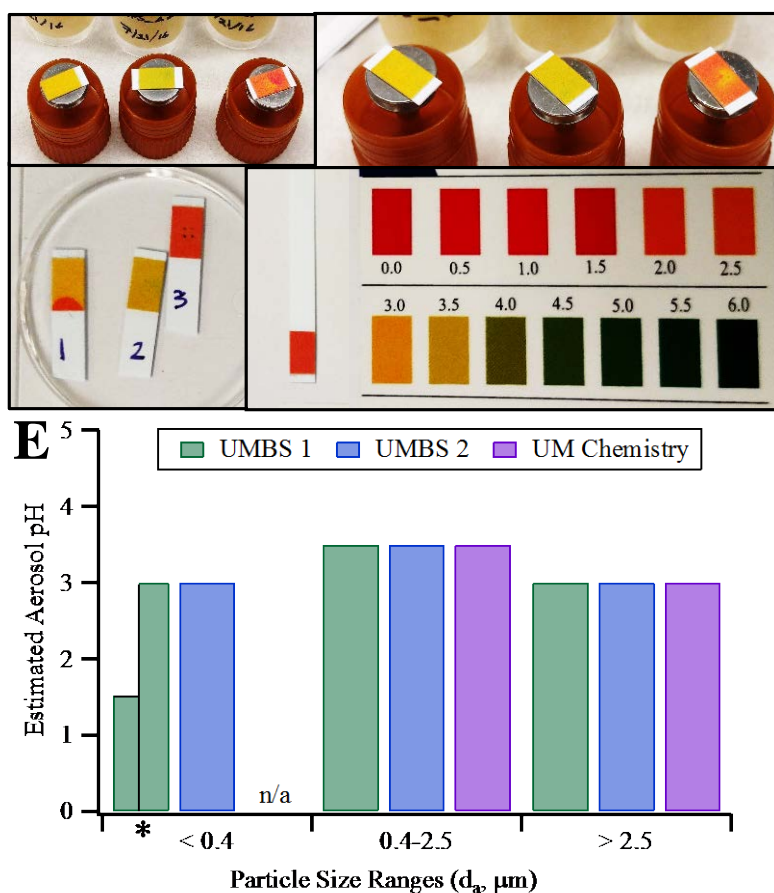 1
2
3
0.0 0.5 1.0 1.5 2.0 2.5
3.0 3.5 4.0 4.5 5.0 5.5 6.0
E
UMBS 1 UMBS 2 UM Chemistry
Estimated Aerosol pH
5
4
3
2
1
0
n/a
*
< 0.4 0.4-2.5 > 2.5
Particle Size Ranges (dₐ, μm)